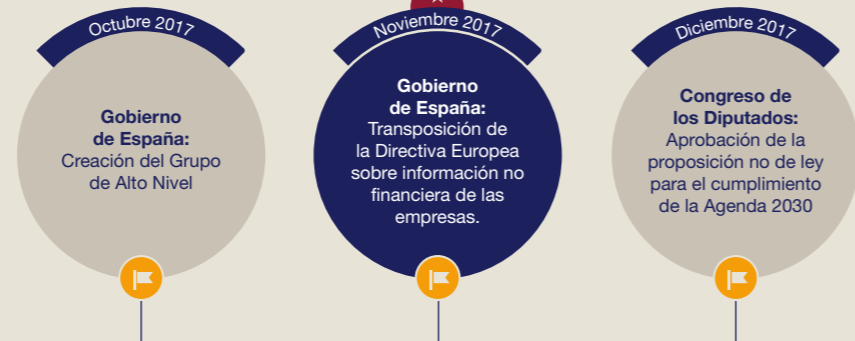 Octubre 2017
Gobierno
de España:
Creación del Grupo
de Alto Nivel
Noviembre 2017
Gobierno
de España:
Transposición de
la Directiva Europea
sobre información no
financiera de las
empresas.
Diciembre 2017
Congreso de
los Diputados:
Aprobación de la
proposición no de ley
para el cumplimiento
de la Agenda 2030